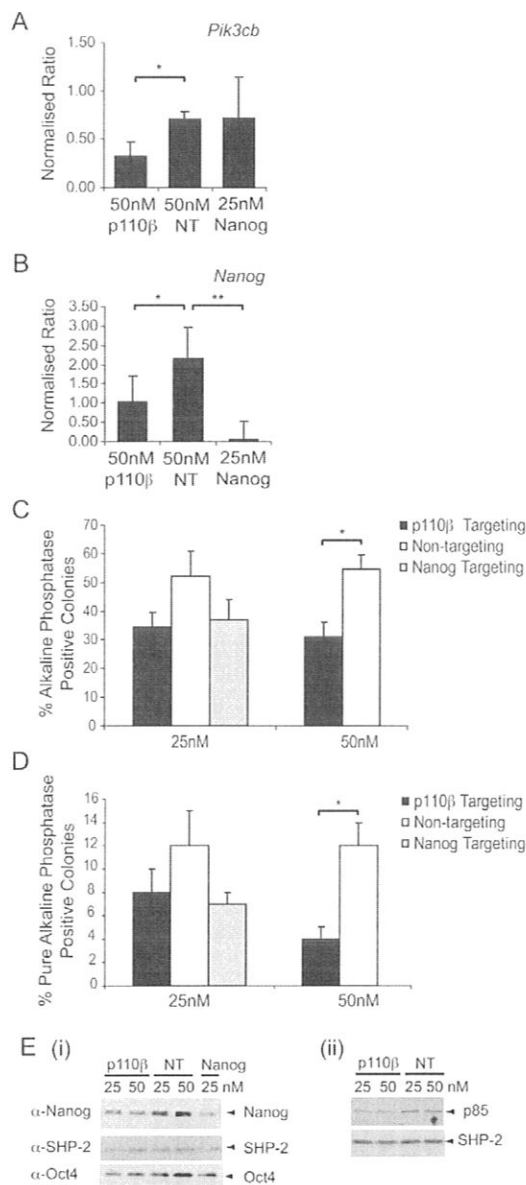 A
Pik3cb
*
Normalised Ratio
1.50
1.00
0.50
0.00
50nM 50nM 25nM
p110β NT Nanog
B
Nanog
* **
Normalised Ratio
3.50
3.00
2.50
2.00
1.50
1.00
0.50
0.00
50nM 50nM 25nM
p110β NT Nanog
C
% Alkaline Phosphatase
Positive Colonies
70
60
50
40
30
20
10
0
*
25nM 50nM
p110β Targeting
Non-targeting
Nanog Targeting
D
% Pure Alkaline Phosphatase
Positive Colonies
16
14
12
10
8
6
4
2
0
*
25nM 50nM
p110β Targeting
Non-targeting
Nanog Targeting
E (i)
p110β NT Nanog
25 50 25 50 25 nM
α-Nanog Nanog
α-SHP-2 SHP-2
α-Oct4 Oct4
(ii)
p110β NT
25 50 25 50 nM
p85
SHP-2